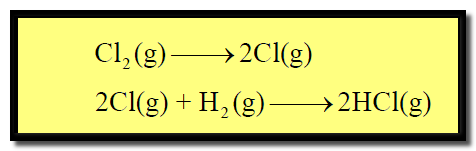 Cl₂(g) ⟶ 2Cl(g)
2Cl(g) + H₂(g) ⟶ 2HCl(g)